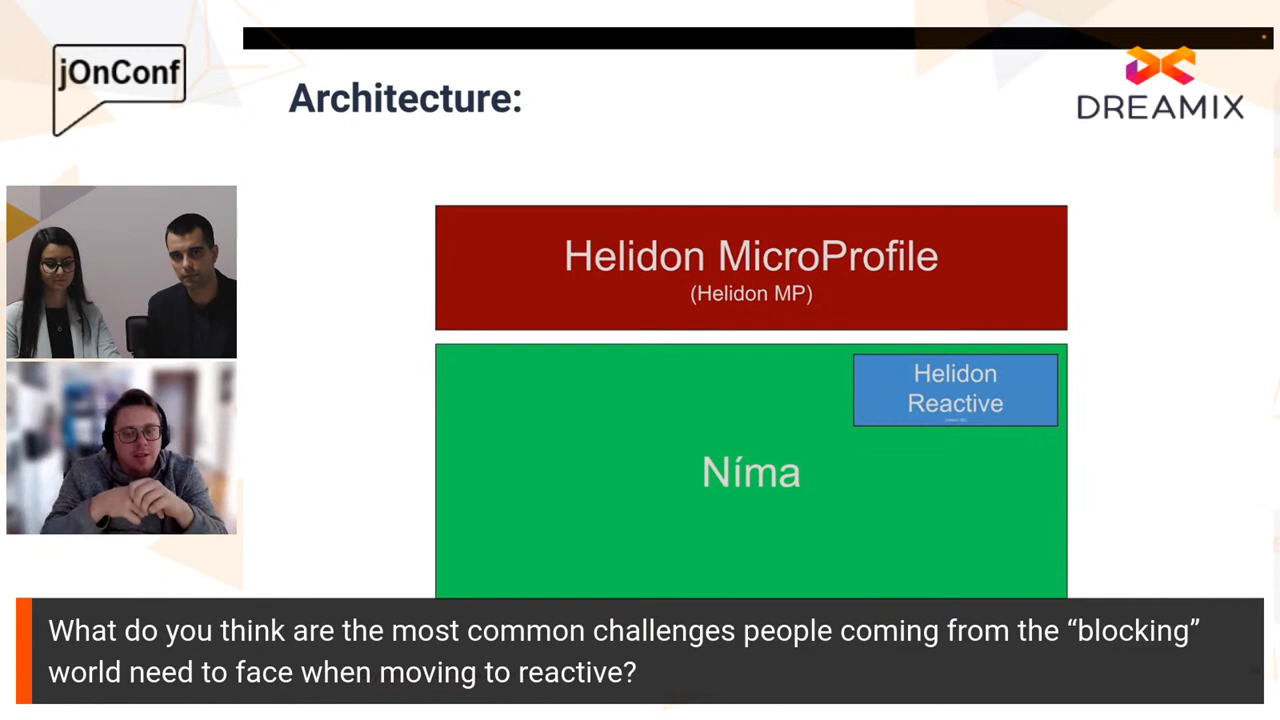 jOnConf
DREAMIX
Architecture:
Helidon MicroProfile
(Helidon MP)
Helidon
Reactive
Níma
What do you think are the most common challenges people coming from the “blocking”
world need to face when moving to reactive?